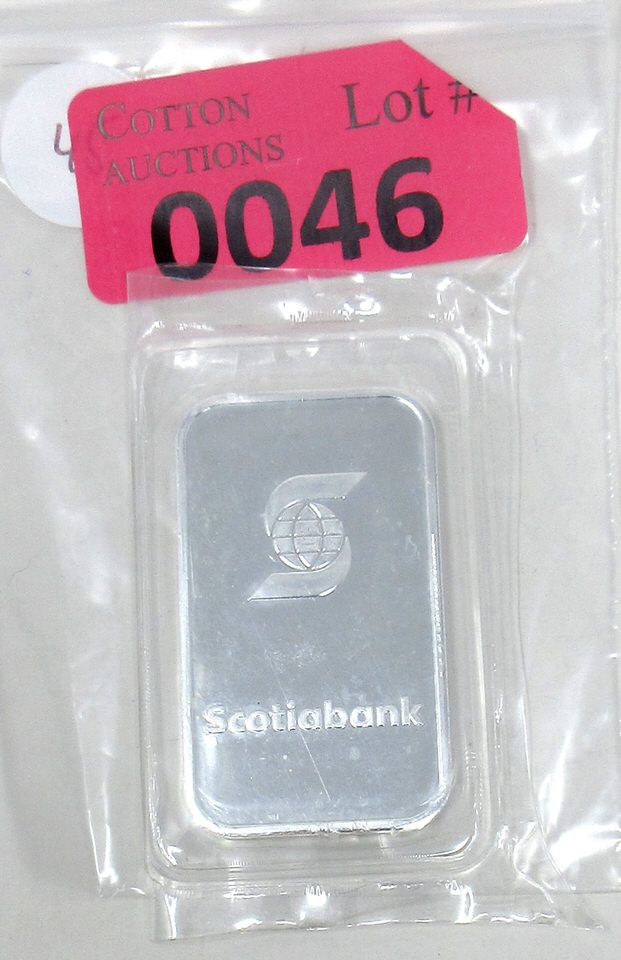 COTTON
AUCTIONS
Lot #
0046
Scotiabank